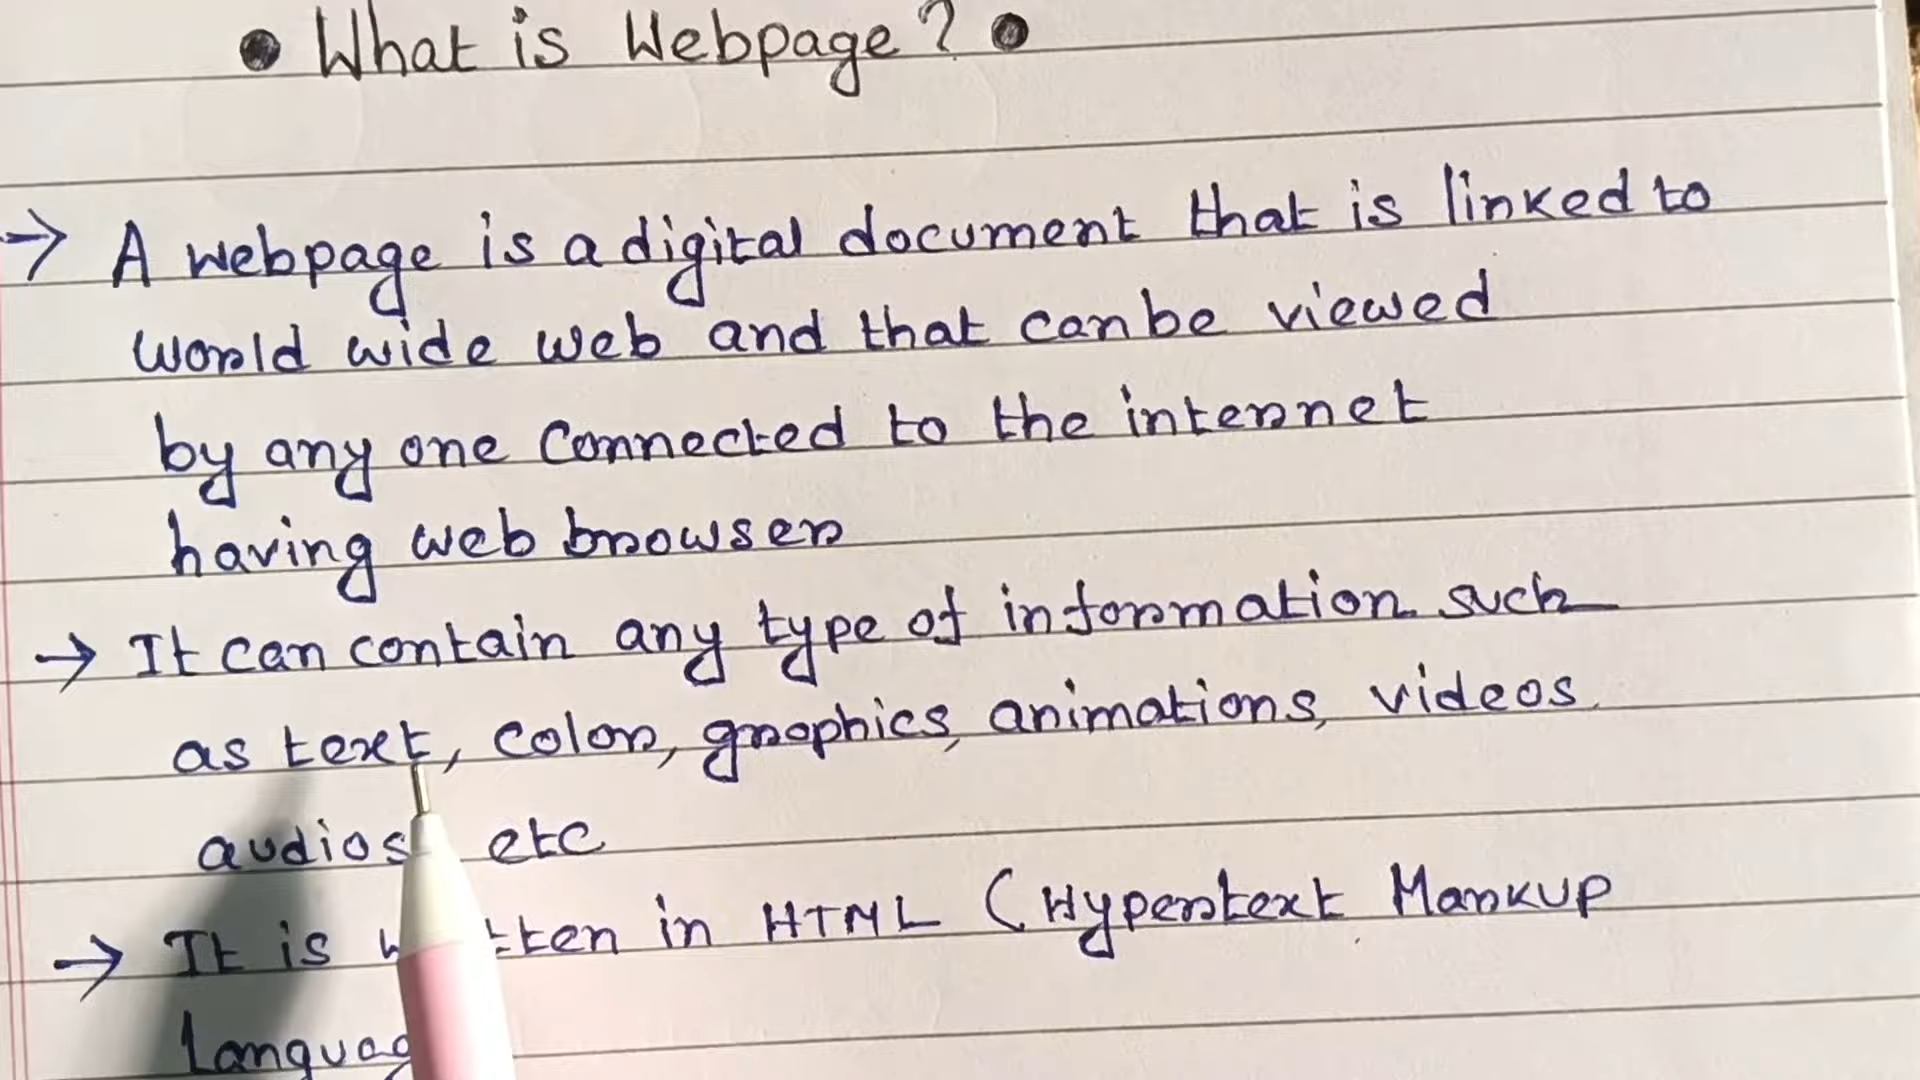 • What is Webpage? •
→ A webpage is a digital document that is linked to
world wide web and that can be viewed
by any one connected to the internet
having web browser
→ It can contain any type of information such
as text, color, graphics, animations, videos
audios etc
→ It is in HTML (Hypertext Markup